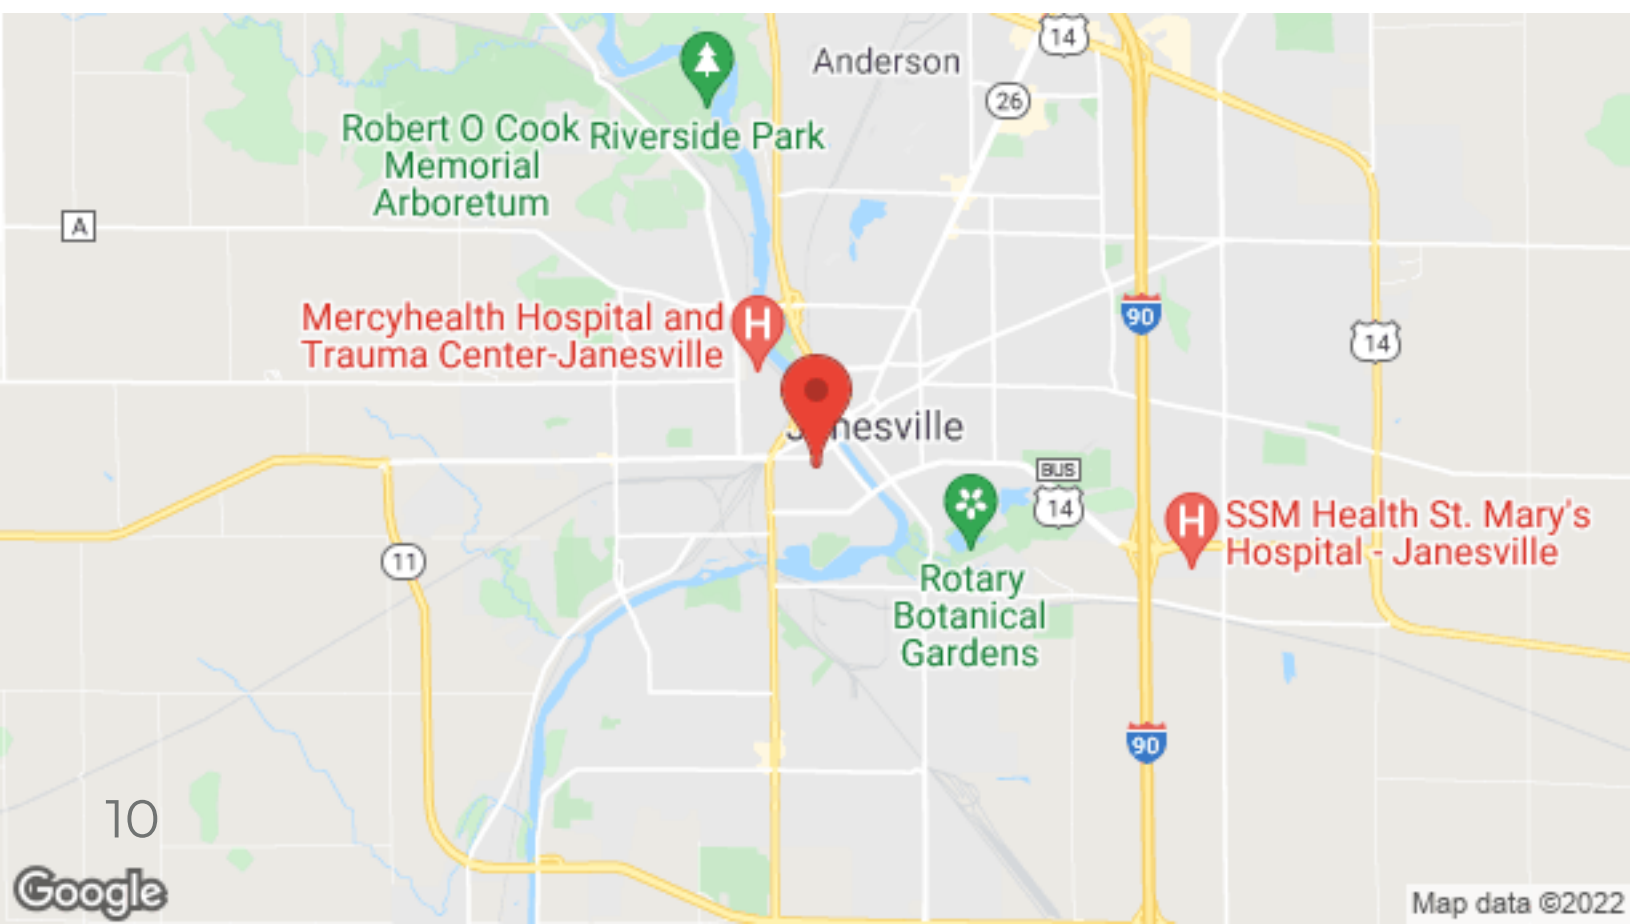 14
Anderson
26
Robert O Cook
Memorial
Arboretum
Riverside Park
A
Mercyhealth Hospital and
Trauma Center-Janesville
H
90
14
nesville
BUS
14
H
SSM Health St. Mary's
Hospital - Janesville
11
Rotary
Botanical
Gardens
90
10
Google
Map data ©2022